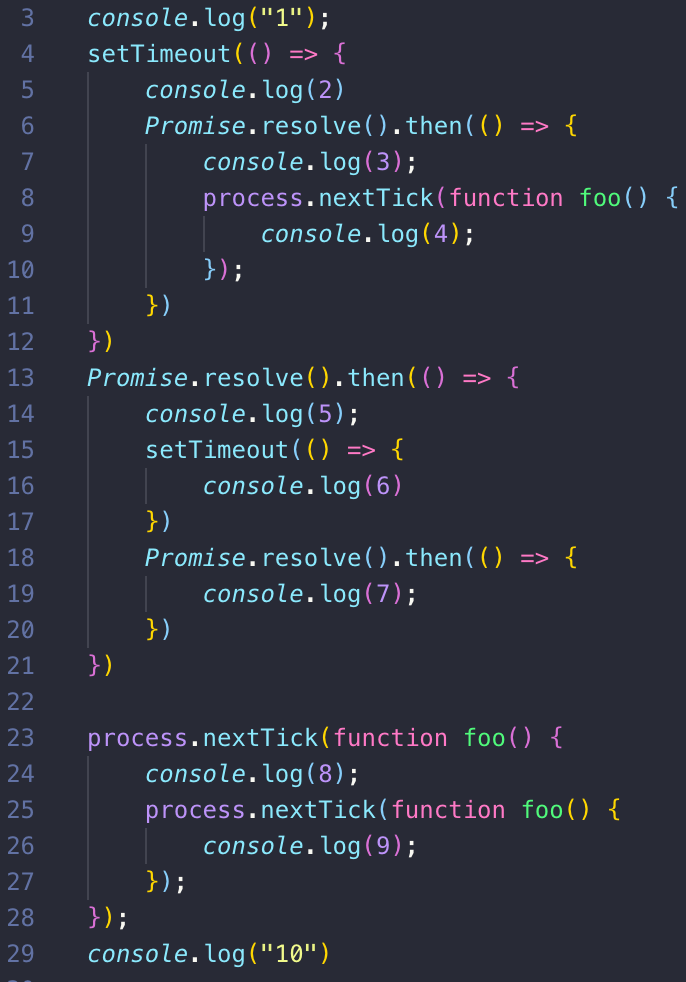 3 console.log("1");
4 setTimeout(() => {
5 console.log(2)
6 Promise.resolve().then(() => {
7 console.log(3);
8 process.nextTick(function foo() {
9 console.log(4);
10 });
11 })
12 })
13 Promise.resolve().then(() => {
14 console.log(5);
15 setTimeout(() => {
16 console.log(6)
17 })
18 Promise.resolve().then(() => {
19 console.log(7);
20 })
21 })
22
23 process.nextTick(function foo() {
24 console.log(8);
25 process.nextTick(function foo() {
26 console.log(9);
27 });
28 });
29 console.log("10")